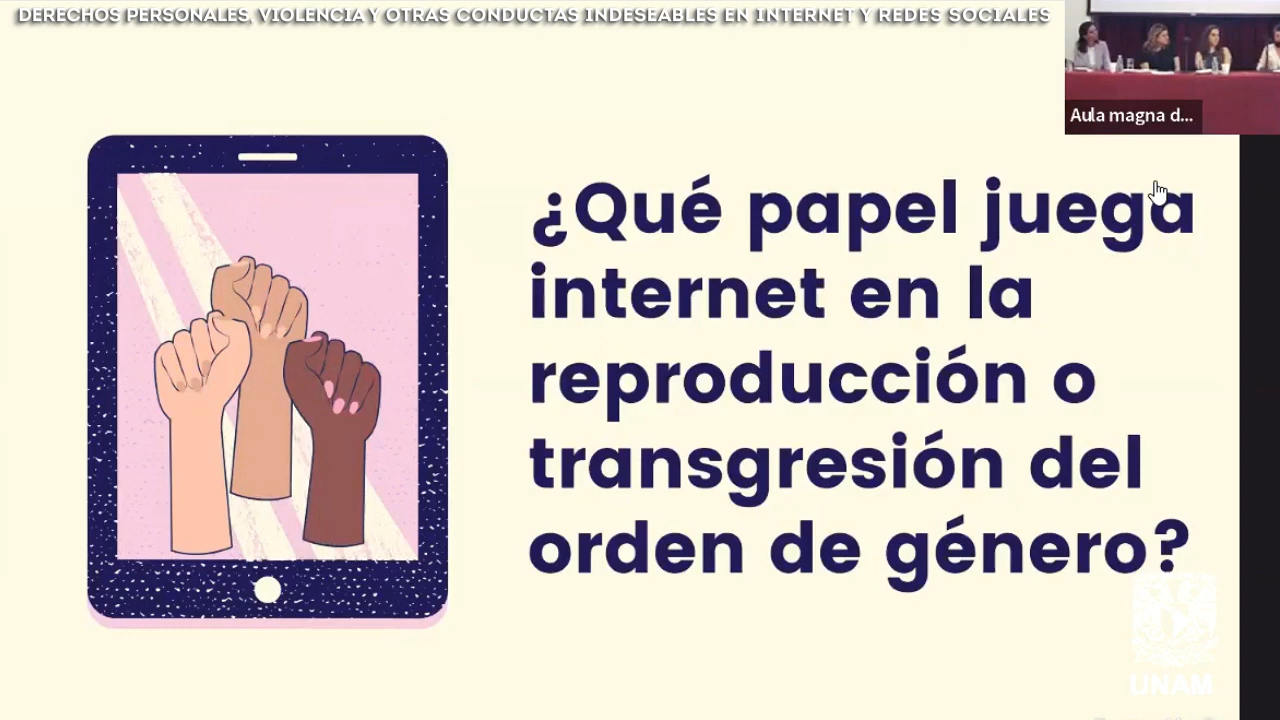 DERECHOS PERSONALES, VIOLENCIA Y OTRAS CONDUCTAS INDESEABLES EN INTERNET Y REDES SOCIALES
Aula magna d...
¿Qué papel juega
internet en la
reproducción o
transgresión del
orden de género?
UNAM